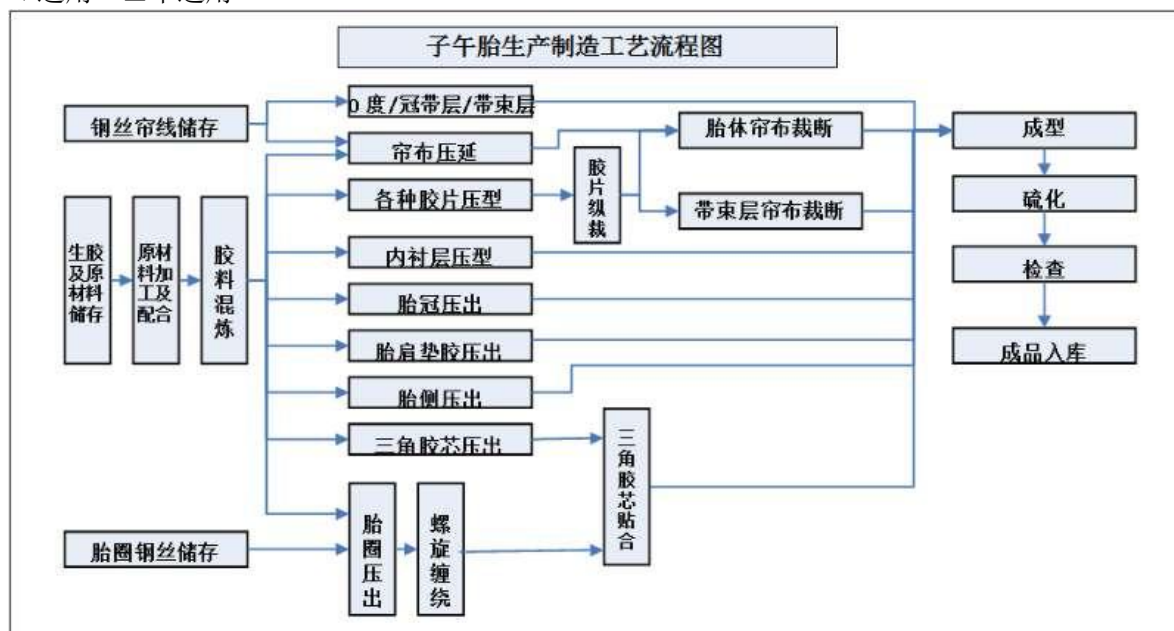 子午胎生产制造工艺流程图
钢丝帘线储存
0 度/冠带层/带束层
帘布压延
胎体帘布裁断
成型
各种胶片压型
胶片纵裁
带束层帘布裁断
硫化
生胶及原材料储存
原材料加工及配合
胶料混炼
内衬层压型
检查
胎冠压出
胎肩垫胶压出
成品入库
胎侧压出
三角胶芯压出
三角胶芯贴合
胎圈钢丝储存
胎圈压出
螺旋缠绕